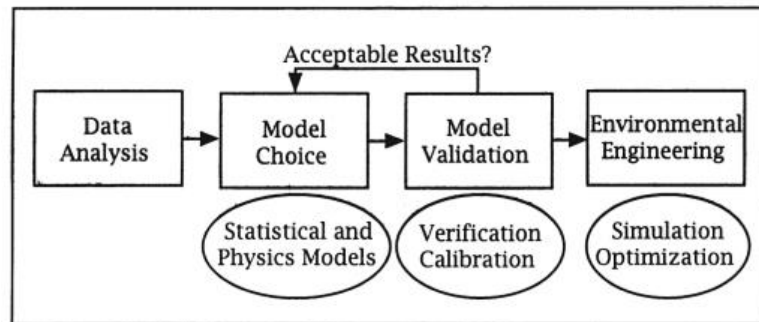 Acceptable Results?
Data
Analysis
Model
Choice
Model
Validation
Environmental
Engineering
Statistical and
Physics Models
Verification
Calibration
Simulation
Optimization